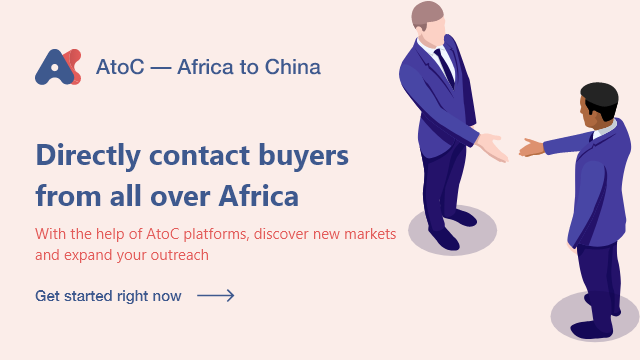 AtoC — Africa to China
Directly contact buyers
from all over Africa
With the help of AtoC platforms, discover new markets
and expand your outreach
Get started right now